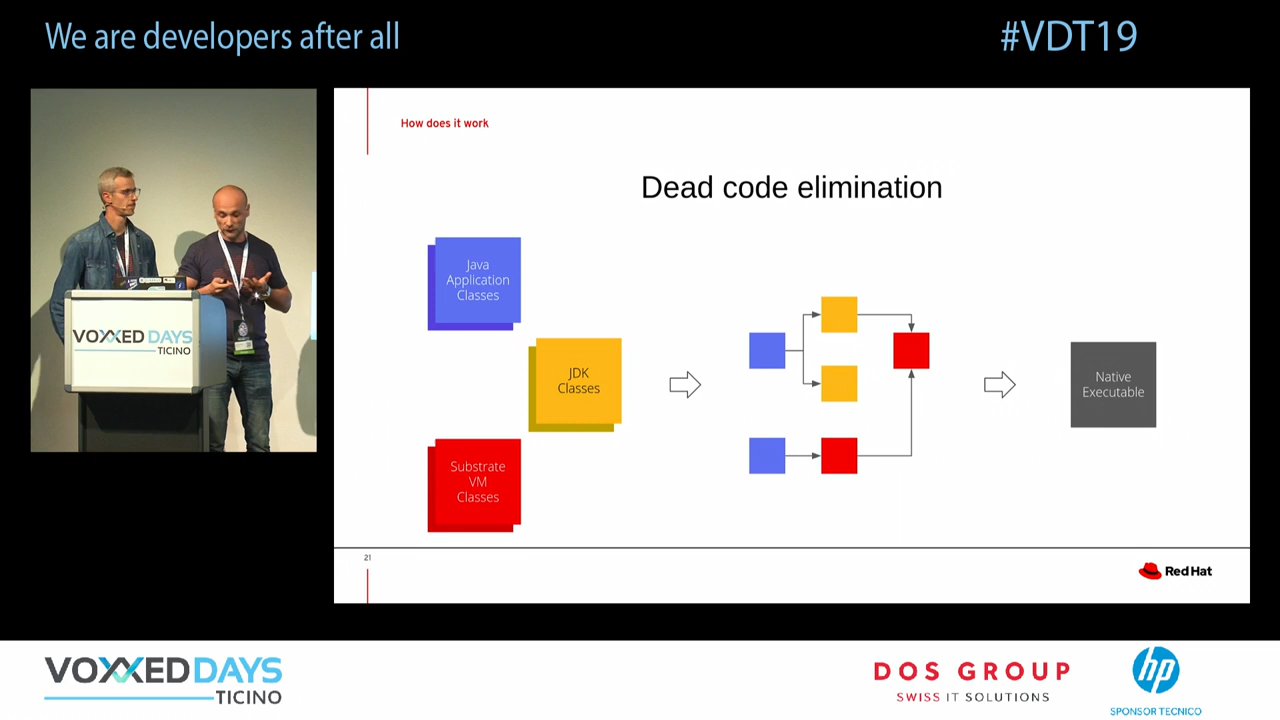 We are developers after all
#VDT19
How does it work
Dead code elimination
Java
Application
Classes
JDK
Classes
Substrate
VM
Classes
Native
Executable
21
Red Hat
VOXXED DAYS
TICINO
VOXXED DAYS
TICINO
DOS GROUP
SWISS IT SOLUTIONS
hp
SPONSOR TECNICO